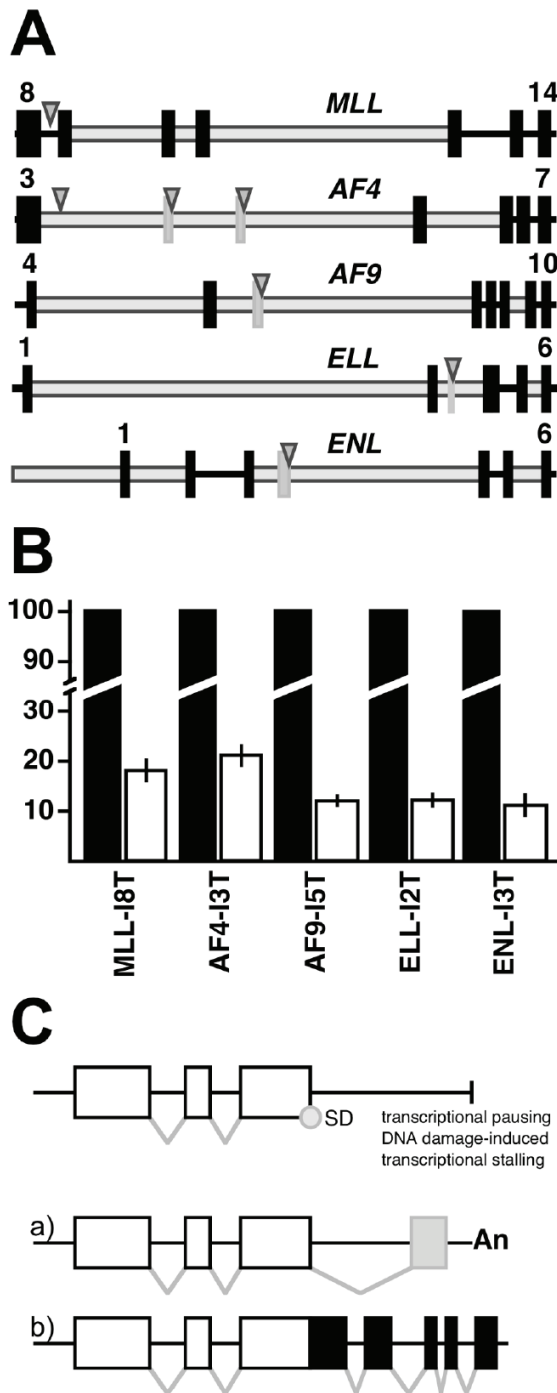 A
8 MLL 14
3 AF4 7
4 AF9 10
1 ELL 6
1 ENL 6
B
100
90
30
20
10
MLL-I8T
AF4-I3T
AF9-I5T
ELL-I2T
ENL-I3T
C
SD
transcriptional pausing
DNA damage-induced
transcriptional stalling
a) An
b)